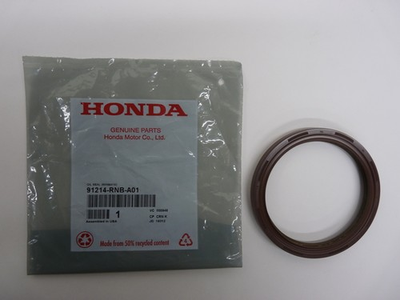 HONDA
GENUINE PARTS
Honda Motor Co., Ltd.
91214-RNB-A01
1
Made from 50% recycled content